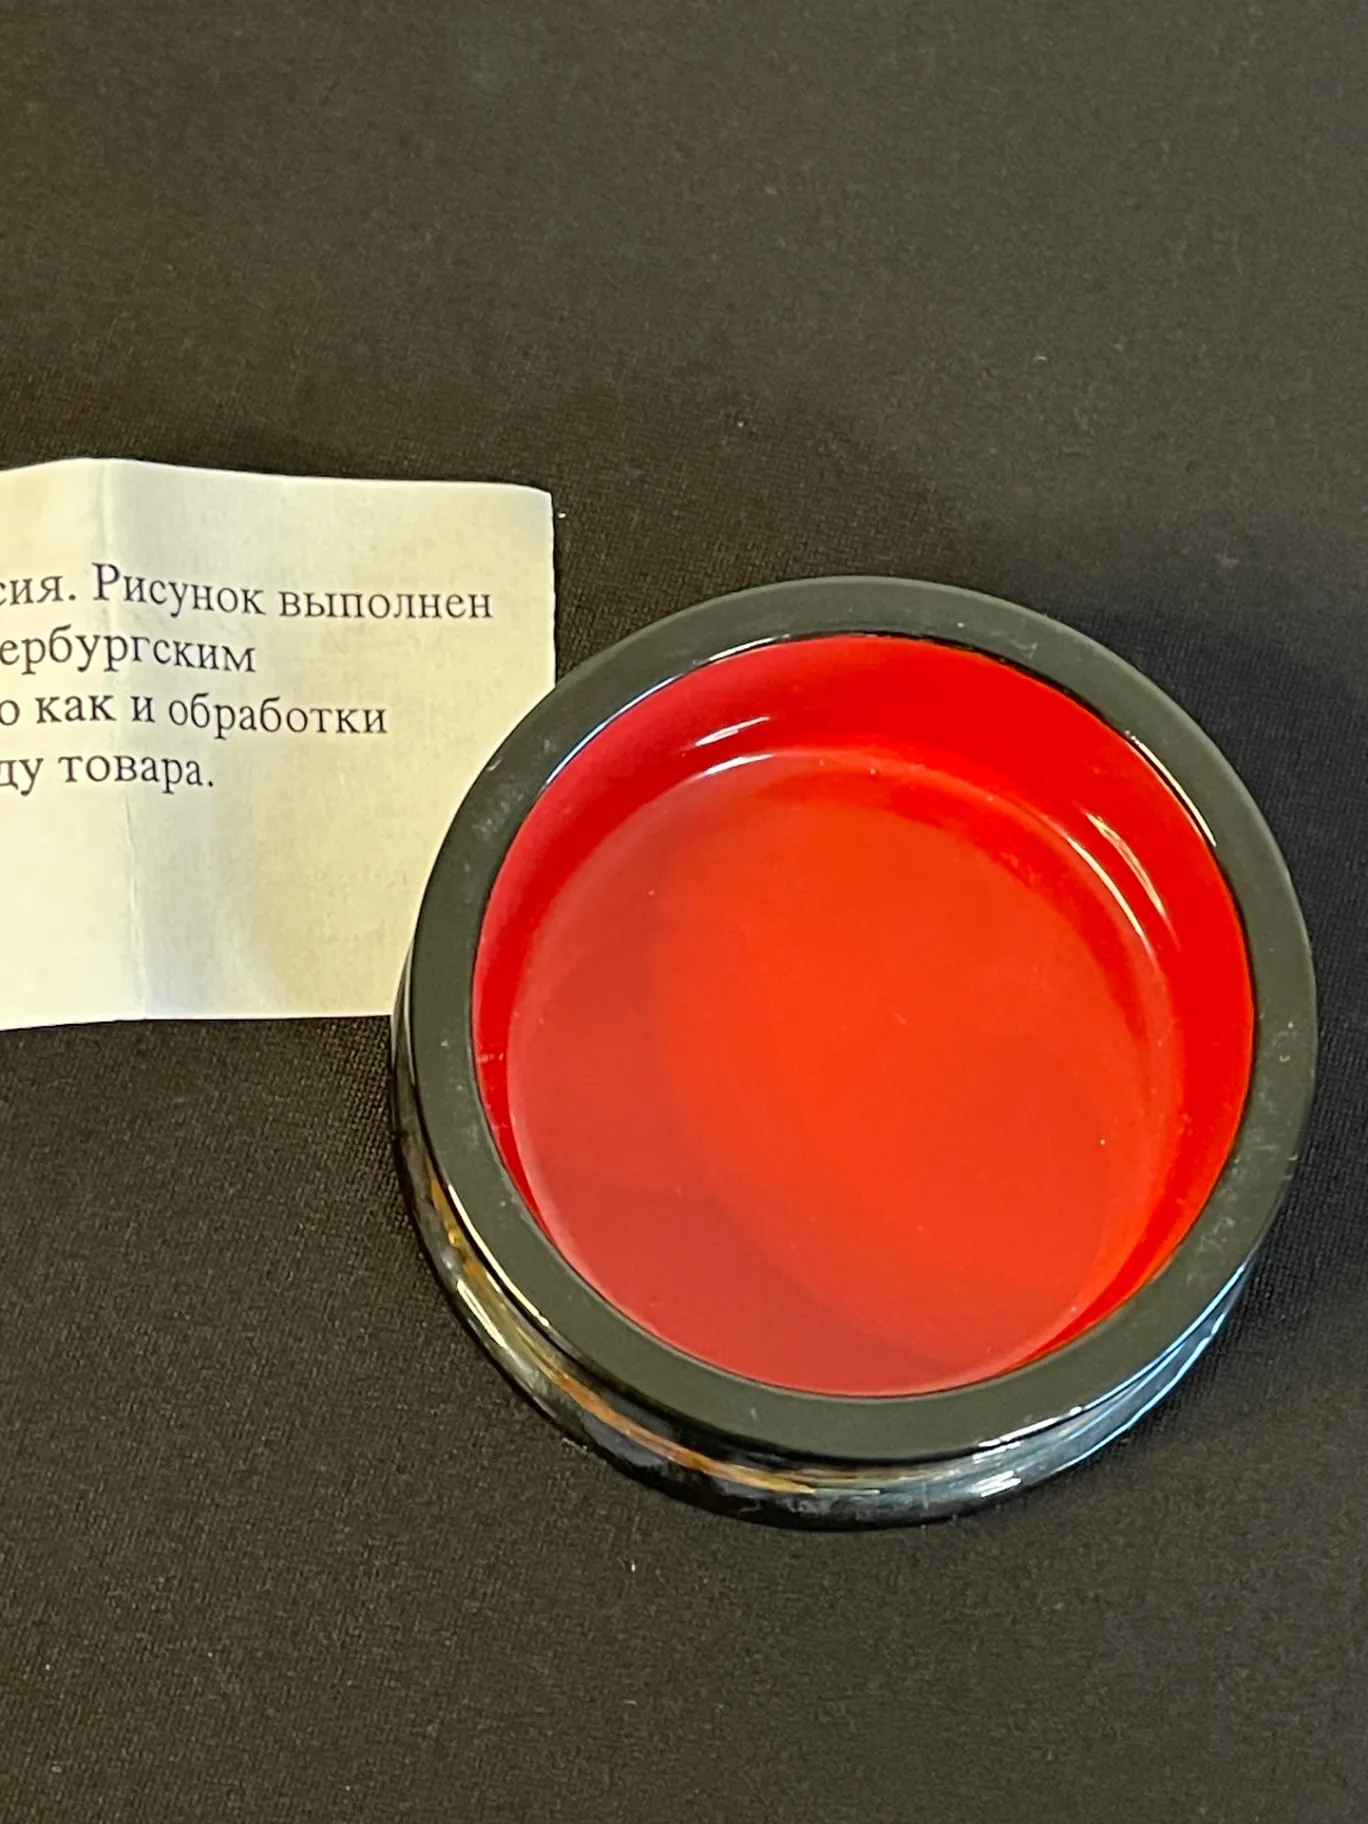 сия. Рисунок выполнен
ербургским
о как и обработки
ду товара.